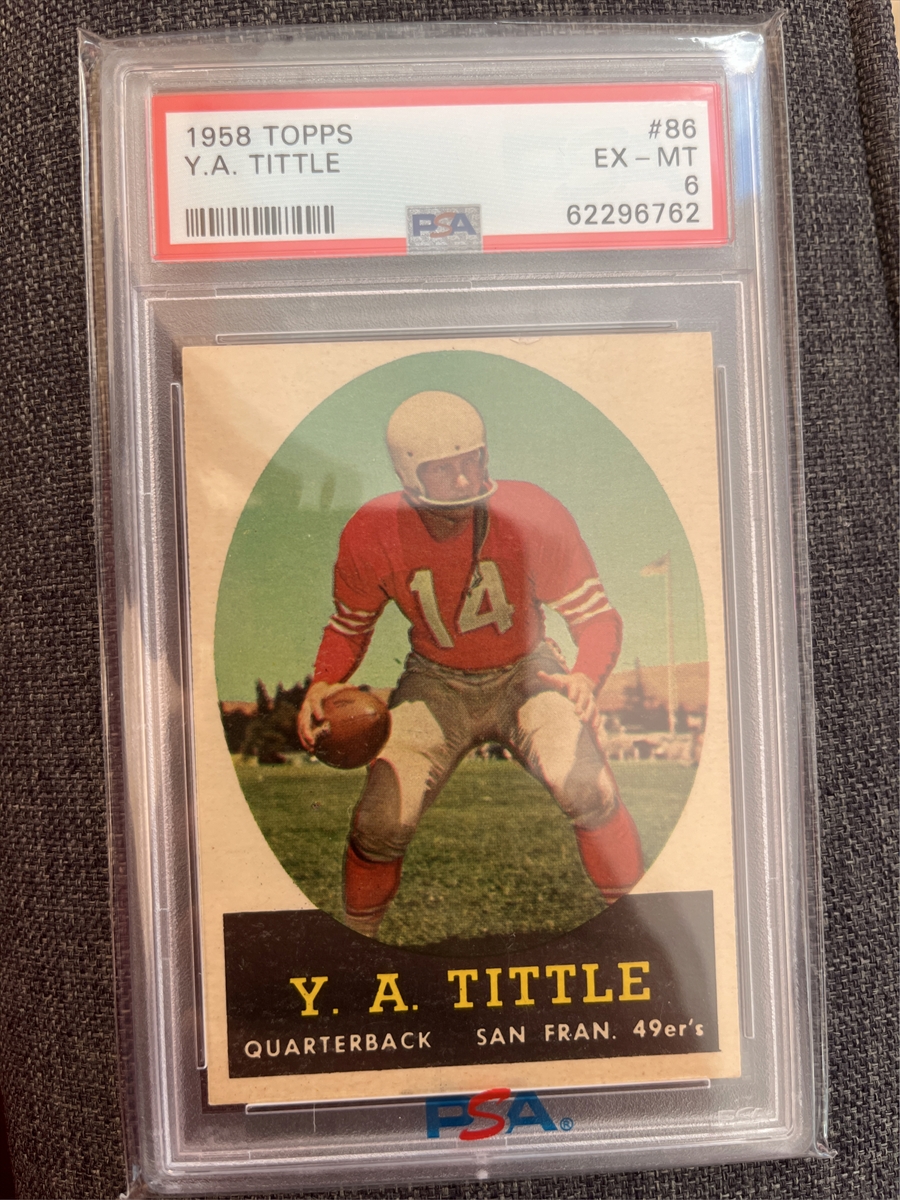 1958 TOPPS #86
Y.A. TITTLE EX - MT
6
PSA 62296762
14
Y. A. TITTLE
QUARTERBACK SAN FRAN. 49er's
PSA®